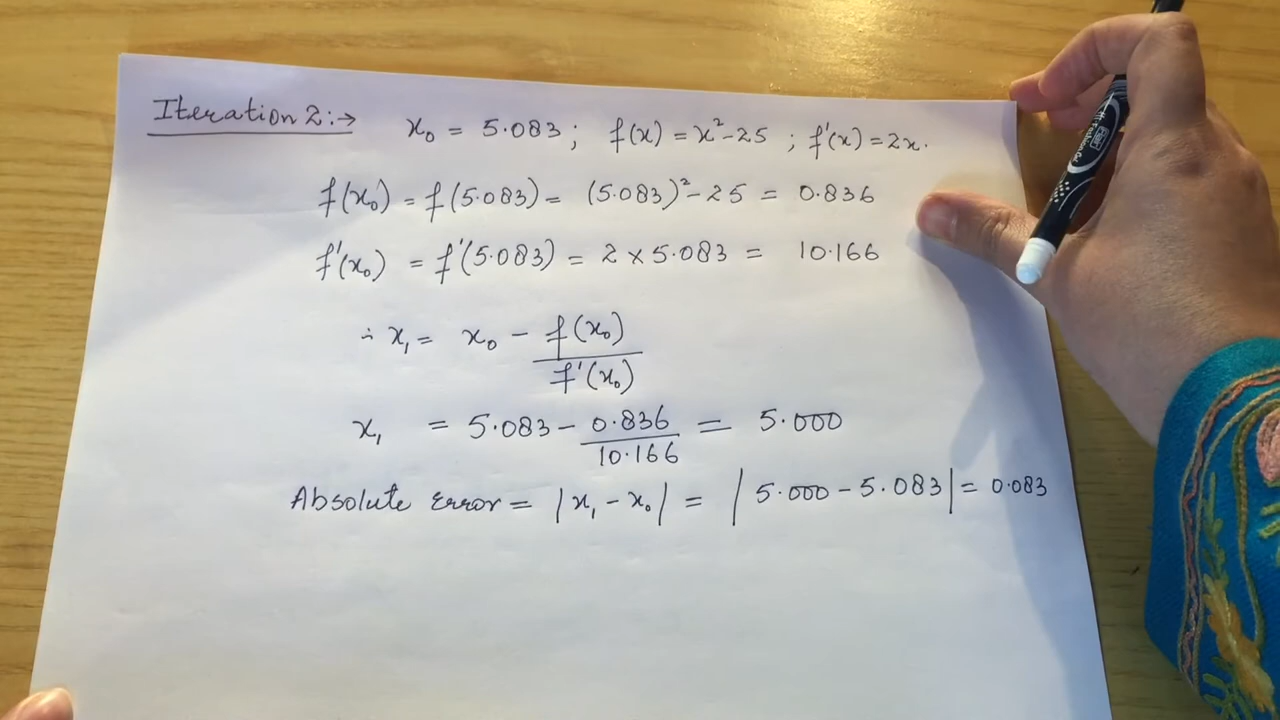 Iteration 2:→ x₀ = 5.083 ; f(x) = x²-25 ; f'(x) = 2x.
f(x₀) = f(5.083) = (5.083)² - 25 = 0.836
f'(x₀) = f'(5.083) = 2 × 5.083 = 10.166
∴ x₁ = x₀ - f(x₀)/f'(x₀)
x₁ = 5.083 - 0.836/10.166 = 5.000
Absolute Error = |x₁ - x₀| = |5.000 - 5.083| = 0.083